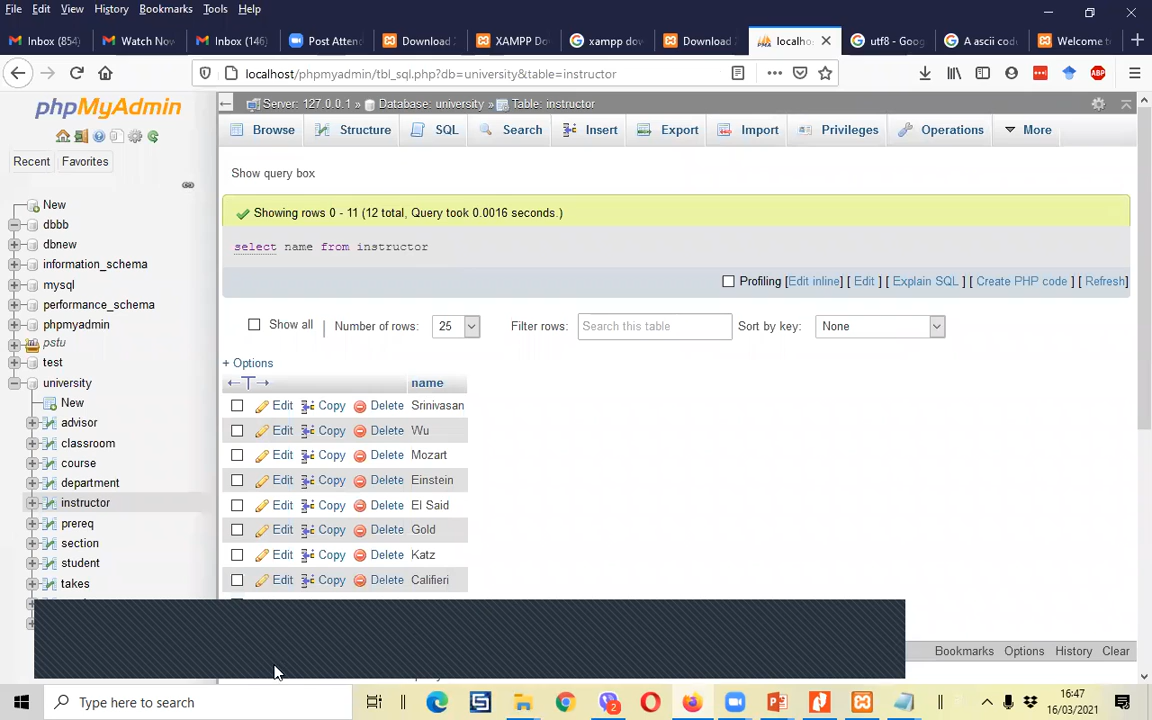 File Edit View History Bookmarks Tools Help
Inbox (854) Watch Now Inbox (146) Post Attend Download XAMPP Do xampp dow Download localho utf8 - Goog A ascii cod Welcome to
localhost/phpmyadmin/tbl_sql.php?db=university&table=instructor
ABP
phpMyAdmin
Recent Favorites
New
dbbb
dbnew
information_schema
mysql
performance_schema
phpmyadmin
pstu
test
university
New
advisor
classroom
course
department
instructor
prereq
section
student
takes
Server: 127.0.0.1 » Database: university » Table: instructor
Browse Structure SQL Search Insert Export Import Privileges Operations More
Show query box
Showing rows 0 - 11 (12 total, Query took 0.0016 seconds.)
select name from instructor
Profiling [Edit inline] [ Edit ] [ Explain SQL ] [ Create PHP code ] [ Refresh]
Show all Number of rows: 25 Filter rows: Search this table Sort by key: None
+ Options
←T→ name
Edit Copy Delete Srinivasan
Edit Copy Delete Wu
Edit Copy Delete Mozart
Edit Copy Delete Einstein
Edit Copy Delete El Said
Edit Copy Delete Gold
Edit Copy Delete Katz
Edit Copy Delete Califieri
Bookmarks Options History Clear
Type here to search
2
16:47
16/03/2021